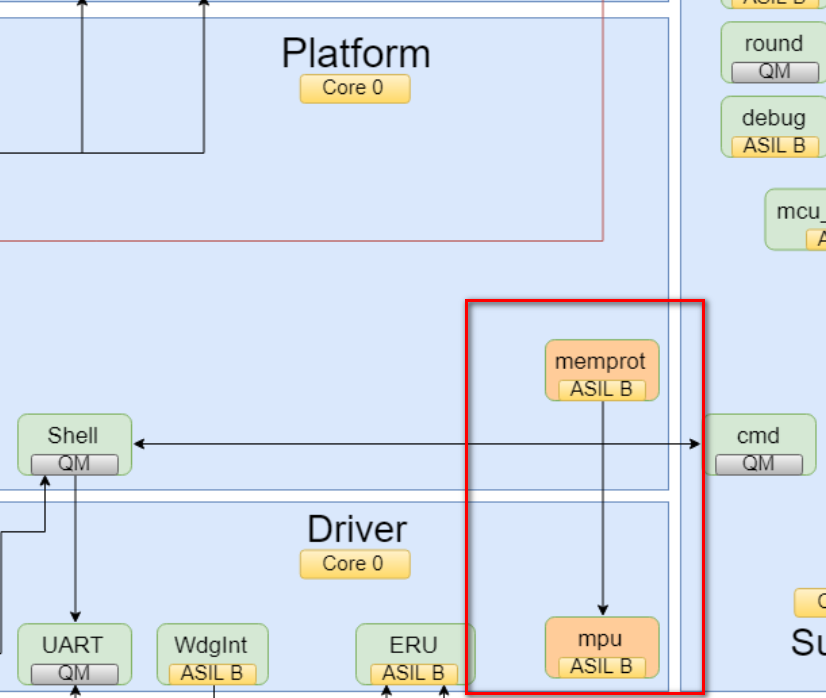 ASIL B
Platform
Core 0
round
QM
debug
ASIL B
mcu_
memprot
ASIL B
Shell
QM
cmd
QM
Driver
Core 0
UART
QM
WdgInt
ASIL B
ERU
ASIL B
mpu
ASIL B
Su